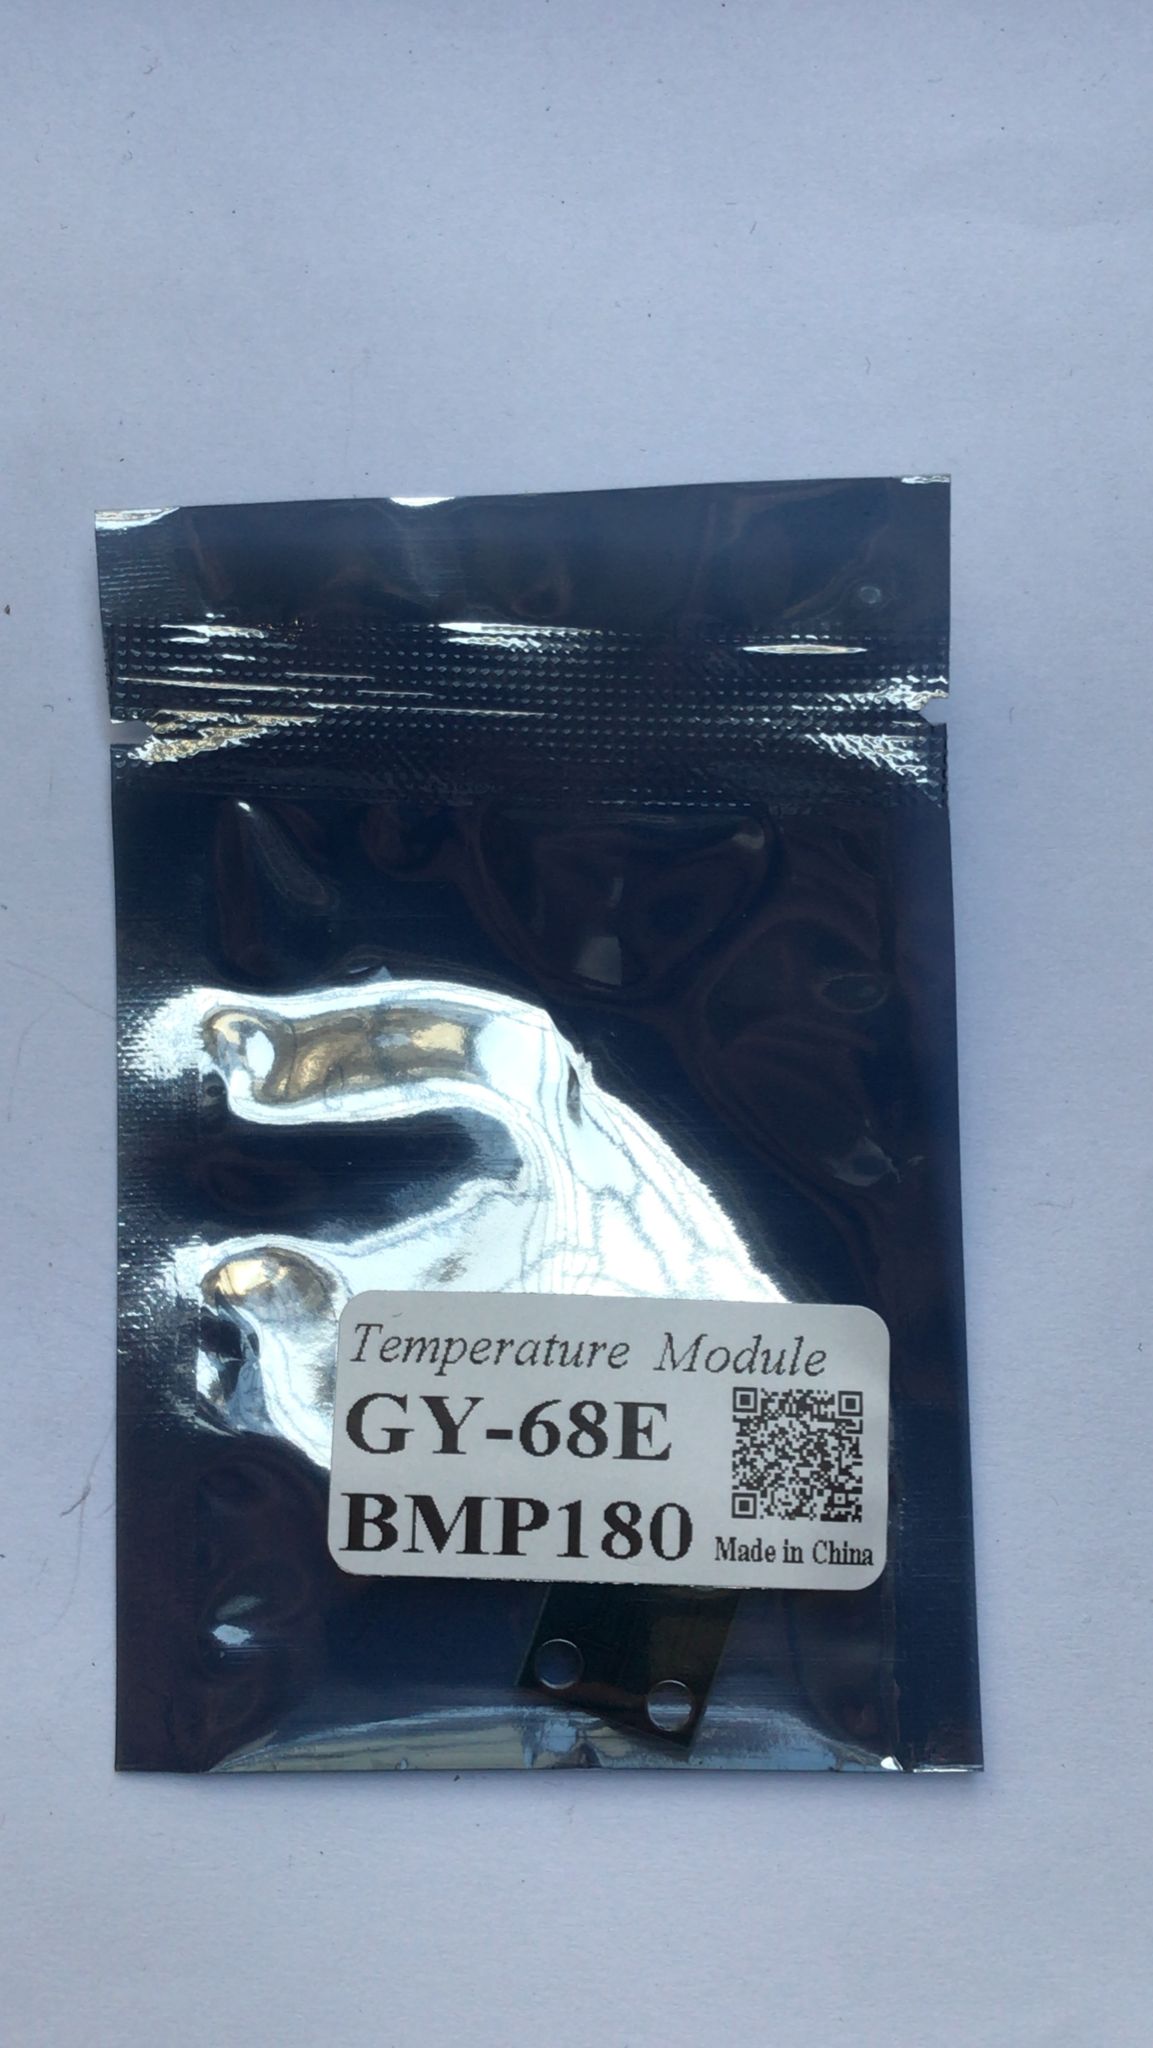 Temperature Module
GY-68E
BMP180
Made in China